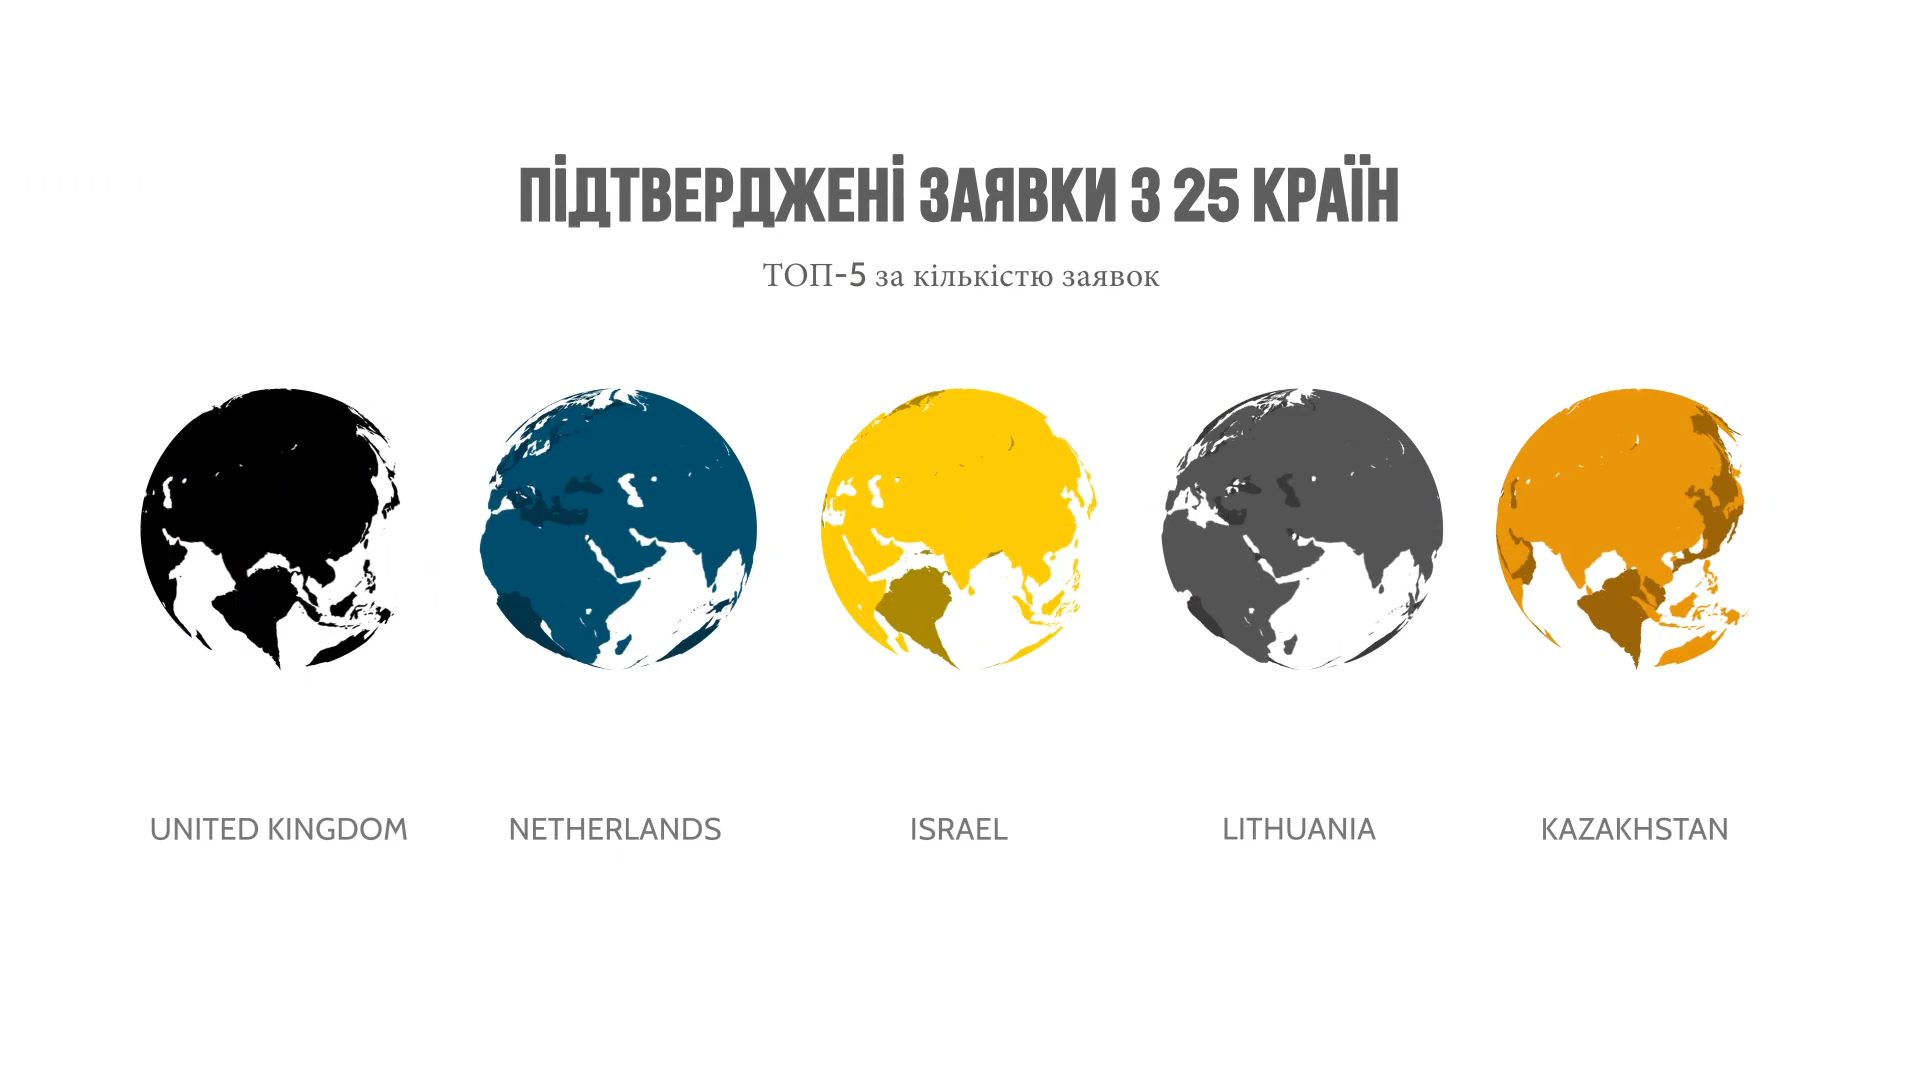 ПІДТВЕРДЖЕНІ ЗАЯВКИ З 25 КРАЇН
ТОП-5 за кількістю заявок
UNITED KINGDOM
NETHERLANDS
ISRAEL
LITHUANIA
KAZAKHSTAN